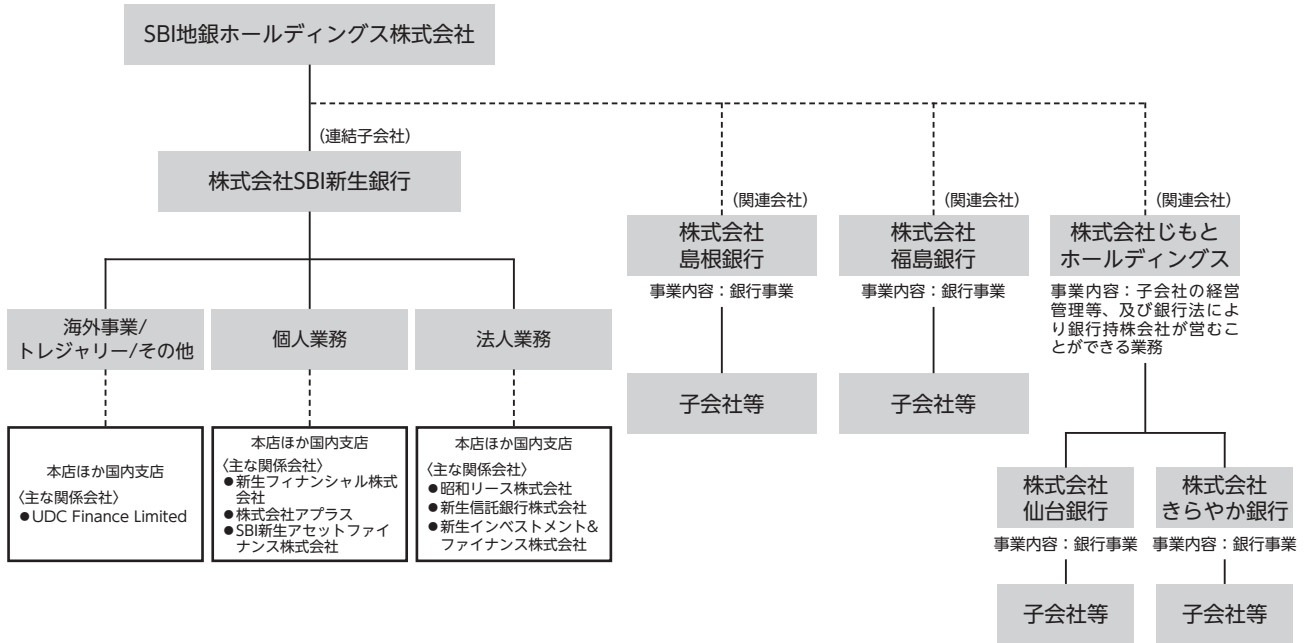 SBI地銀ホールディングス株式会社
(連結子会社)
株式会社SBI新生銀行
海外事業/
トレジャリー/その他
個人業務
法人業務
本店ほか国内支店
〈主な関係会社〉
●UDC Finance Limited
本店ほか国内支店
〈主な関係会社〉
●新生フィナンシャル株式
会社
●株式会社アプラス
●SBI新生アセットファイ
ナンス株式会社
本店ほか国内支店
〈主な関係会社〉
●昭和リース株式会社
●新生信託銀行株式会社
●新生インベストメント&
ファイナンス株式会社
(関連会社)
株式会社
島根銀行
事業内容:銀行事業
子会社等
(関連会社)
株式会社
福島銀行
事業内容:銀行事業
子会社等
(関連会社)
株式会社じもと
ホールディングス
事業内容:子会社の経営
管理等、及び銀行法によ
り銀行持株会社が営むこ
とができる業務
株式会社
仙台銀行
事業内容:銀行事業
子会社等
株式会社
きらやか銀行
事業内容:銀行事業
子会社等